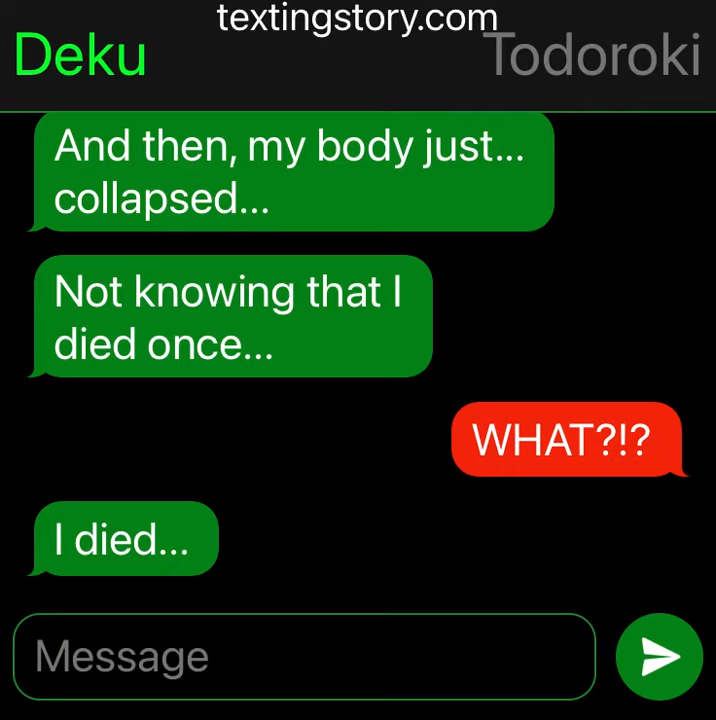 textingstory.com
Deku
Todoroki
And then, my body just...
collapsed...
Not knowing that I
died once...
WHAT?!?
I died...
Message